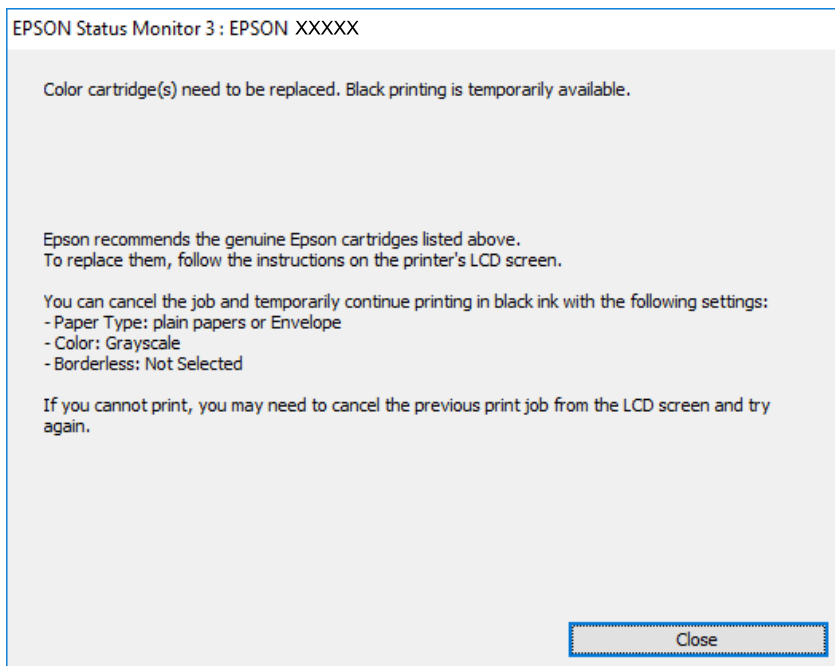 EPSON Status Monitor 3 : EPSON XXXXX
Color cartridge(s) need to be replaced. Black printing is temporarily available.
Epson recommends the genuine Epson cartridges listed above.
To replace them, follow the instructions on the printer's LCD screen.
You can cancel the job and temporarily continue printing in black ink with the following settings:
- Paper Type: plain papers or Envelope
- Color: Grayscale
- Borderless: Not Selected
If you cannot print, you may need to cancel the previous print job from the LCD screen and try
again.
Close